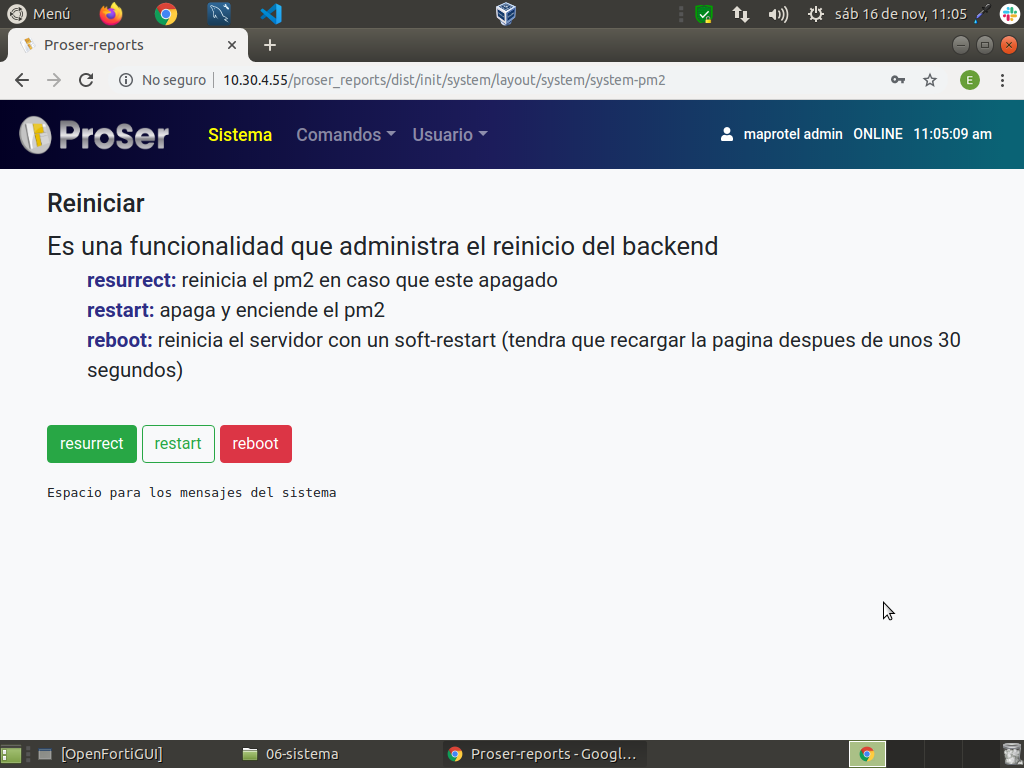 Menú
sáb 16 de nov, 11:05
Proser-reports
No seguro
10.30.4.55/proser_reports/dist/init/system/layout/system/system-pm2
E
ProSer
Sistema
Comandos
Usuario
maprotel admin
ONLINE
11:05:09 am
Reiniciar
Es una funcionalidad que administra el reinicio del backend
resurrect: reinicia el pm2 en caso que este apagado
restart: apaga y enciende el pm2
reboot: reinicia el servidor con un soft-restart (tendra que recargar la pagina despues de unos 30
segundos)
resurrect
restart
reboot
Espacio para los mensajes del sistema
[OpenFortiGUI]
06-sistema
Proser-reports - Googl...